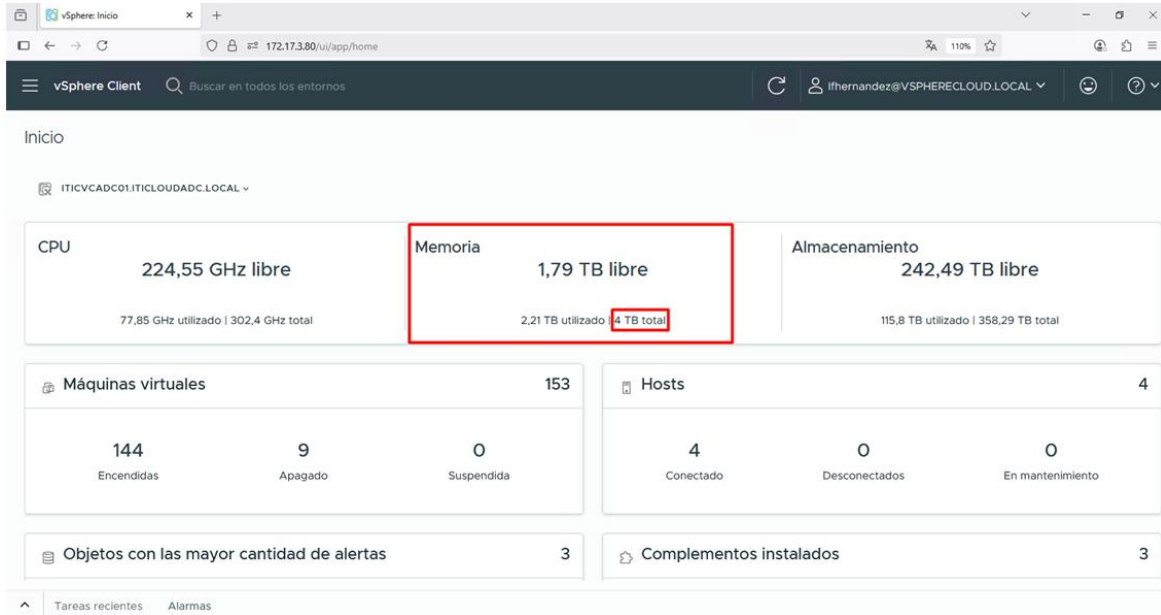 vSphere: Inicio
172.17.3.80/ui/app/home
110%
vSphere Client
Buscar en todos los entornos
lfhernandez@VSPHERECLOUD.LOCAL
Inicio
ITICVCADC01.ITICLOUDADC.LOCAL
CPU
224,55 GHz libre
77,85 GHz utilizado | 302,4 GHz total
Memoria
1,79 TB libre
2,21 TB utilizado | 4 TB total
Almacenamiento
242,49 TB libre
115,8 TB utilizado | 358,29 TB total
Máquinas virtuales 153
144 9 0
Encendidas Apagado Suspendida
Hosts 4
4 0 0
Conectado Desconectados En mantenimiento
Objetos con las mayor cantidad de alertas 3
Complementos instalados 3
Tareas recientes Alarmas